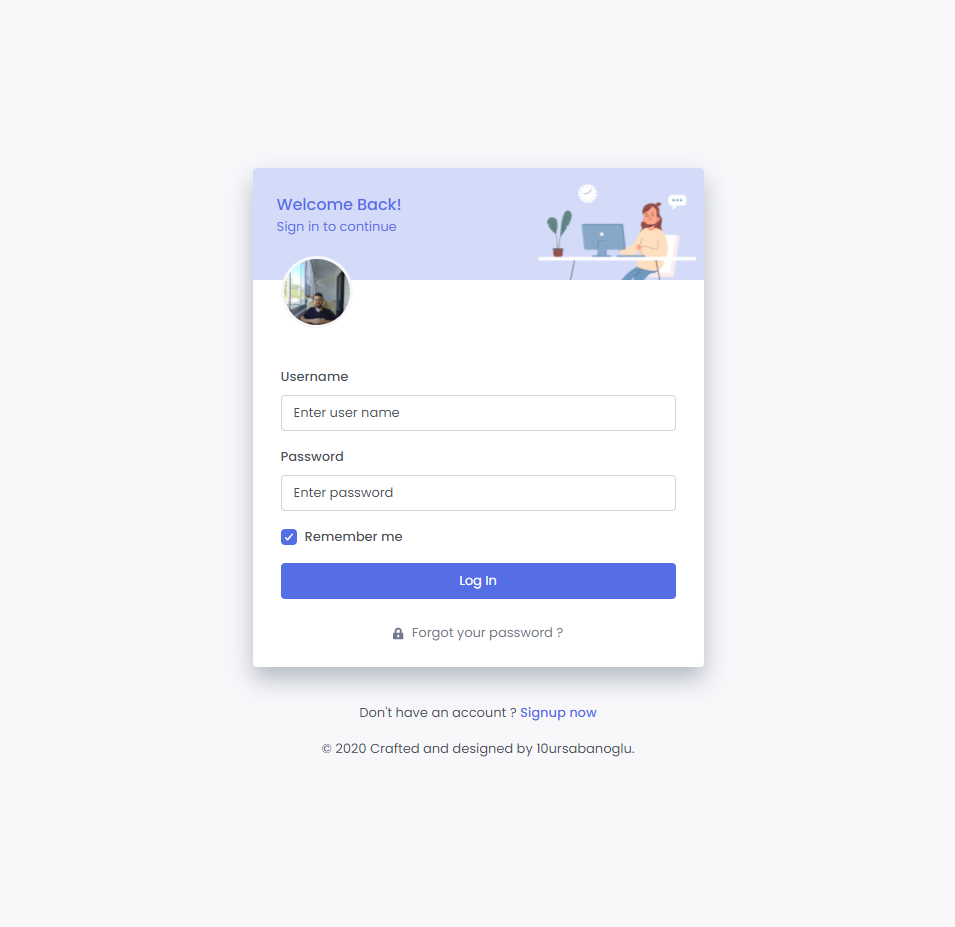 Welcome Back!
Sign in to continue
Username
Enter user name
Password
Enter password
Remember me
Log In
Forgot your password ?
Don't have an account ? Signup now
© 2020 Crafted and designed by 10ursabanoglu.